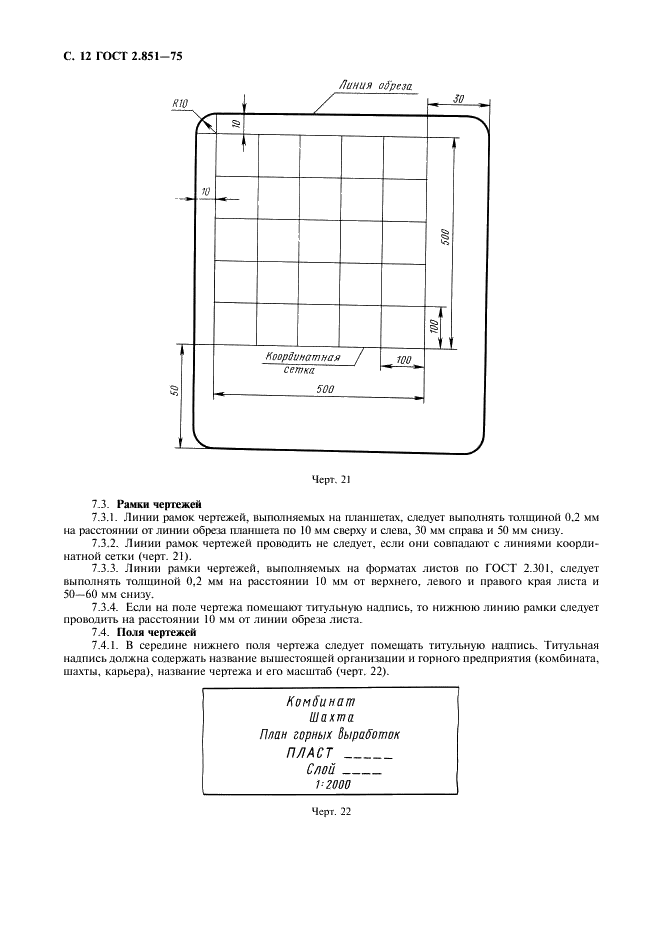 С. 12 ГОСТ 2.851—75
Линия обреза
30
R10
10
10
500
100
Координатная
сетка
100
500
50
Черт. 21
7.3. Рамки чертежей
7.3.1. Линии рамок чертежей, выполняемых на планшетах, следует выполнять толщиной 0,2 мм
на расстоянии от линии обреза планшета по 10 мм сверху и слева, 30 мм справа и 50 мм снизу.
7.3.2. Линии рамок чертежей проводить не следует, если они совпадают с линиями коорди-
натной сетки (черт. 21).
7.3.3. Линии рамки чертежей, выполняемых на форматах листов по ГОСТ 2.301, следует
выполнять толщиной 0,2 мм на расстоянии 10 мм от верхнего, левого и правого края листа и
50—60 мм снизу.
7.3.4. Если на поле чертежа помещают титульную надпись, то нижнюю линию рамки следует
проводить на расстоянии 10 мм от линии обреза листа.
7.4. Поля чертежей
7.4.1. В середине нижнего поля чертежа следует помещать титульную надпись. Титульная
надпись должна содержать название вышестоящей организации и горного предприятия (комбината,
шахты, карьера), название чертежа и его масштаб (черт. 22).
Комбинат
Шахта
План горных выработок
ПЛАСТ _____
Слой ____
1:2000
Черт. 22